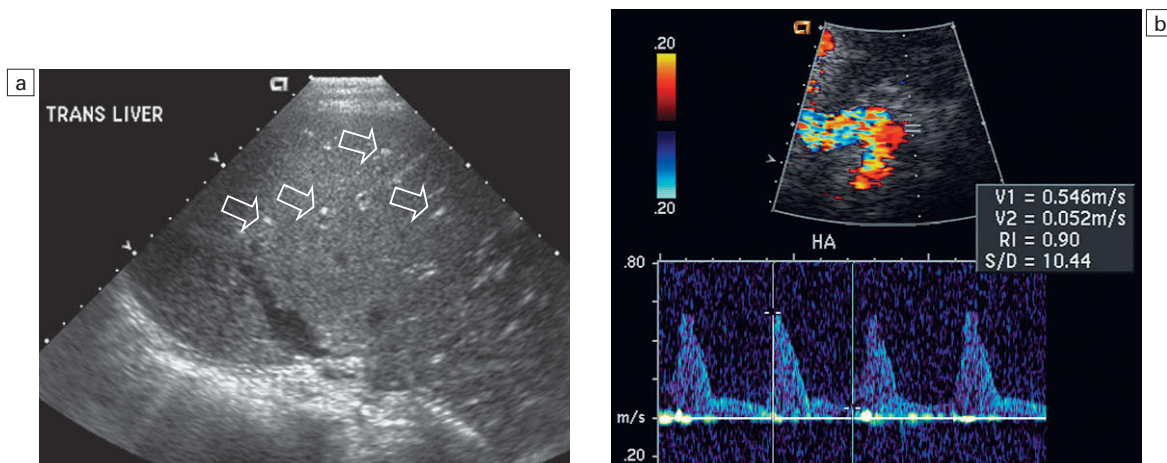 a
TRANS LIVER
b
.20
.20
V1 = 0.546m/s
V2 = 0.052m/s
RI = 0.90
S/D = 10.44
HA
.80
m/s
.20